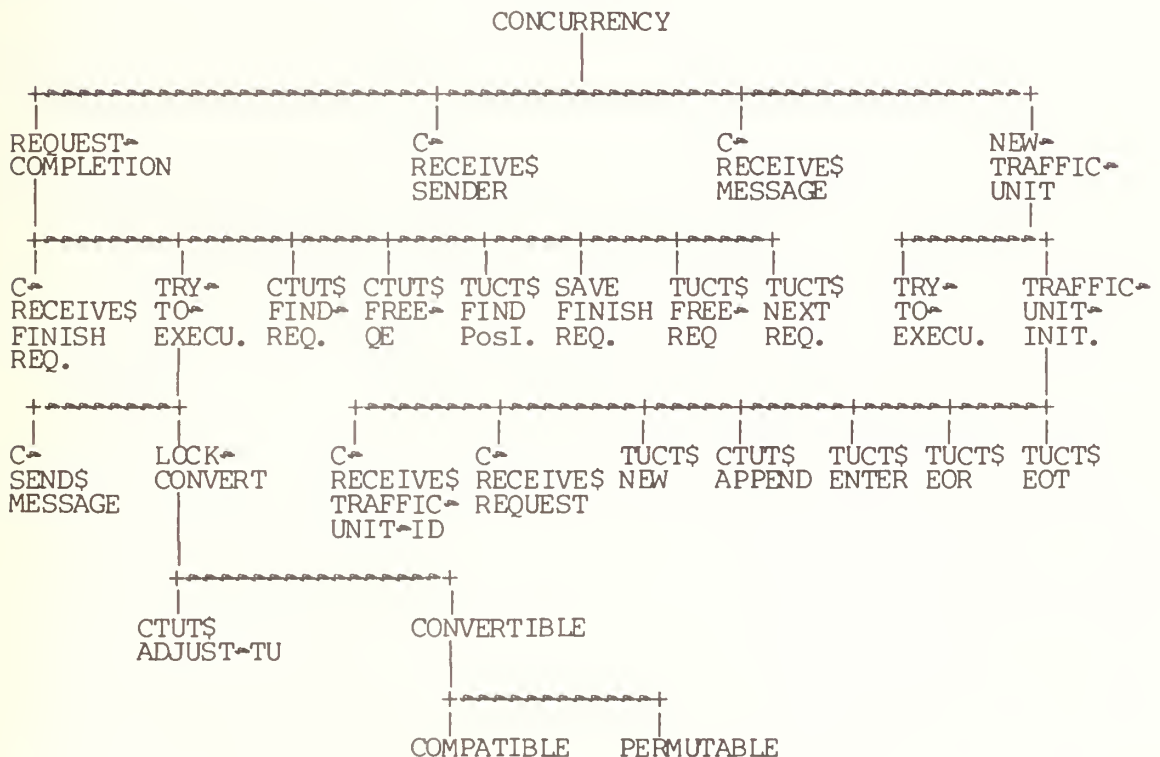 CONCURRENCY
REQUEST-
COMPLETION
C-
RECEIVE$
SENDER
C-
RECEIVE$
MESSAGE
NEW-
TRAFFIC-
UNIT
C-
RECEIVE$
FINISH
REQ.
TRY-
TO-
EXECU.
CTUT$
FIND-
REQ.
CTUT$
FREE-
QE
TUCT$
FIND
PosI.
SAVE
FINISH
REQ.
TUCT$
FREE-
REQ
TUCT$
NEXT
REQ.
TRY-
TO-
EXECU.
TRAFFIC-
UNIT-
INIT.
C-
SEND$
MESSAGE
LOCK-
CONVERT
C-
RECEIVE$
TRAFFIC-
UNIT-ID
C-
RECEIVE$
REQUEST
TUCT$
NEW
CTUT$
APPEND
TUCT$
ENTER
TUCT$
EOR
TUCT$
EOT
CTUT$
ADJUST-TU
CONVERTIBLE
COMPATIBLE
PERMUTABLE